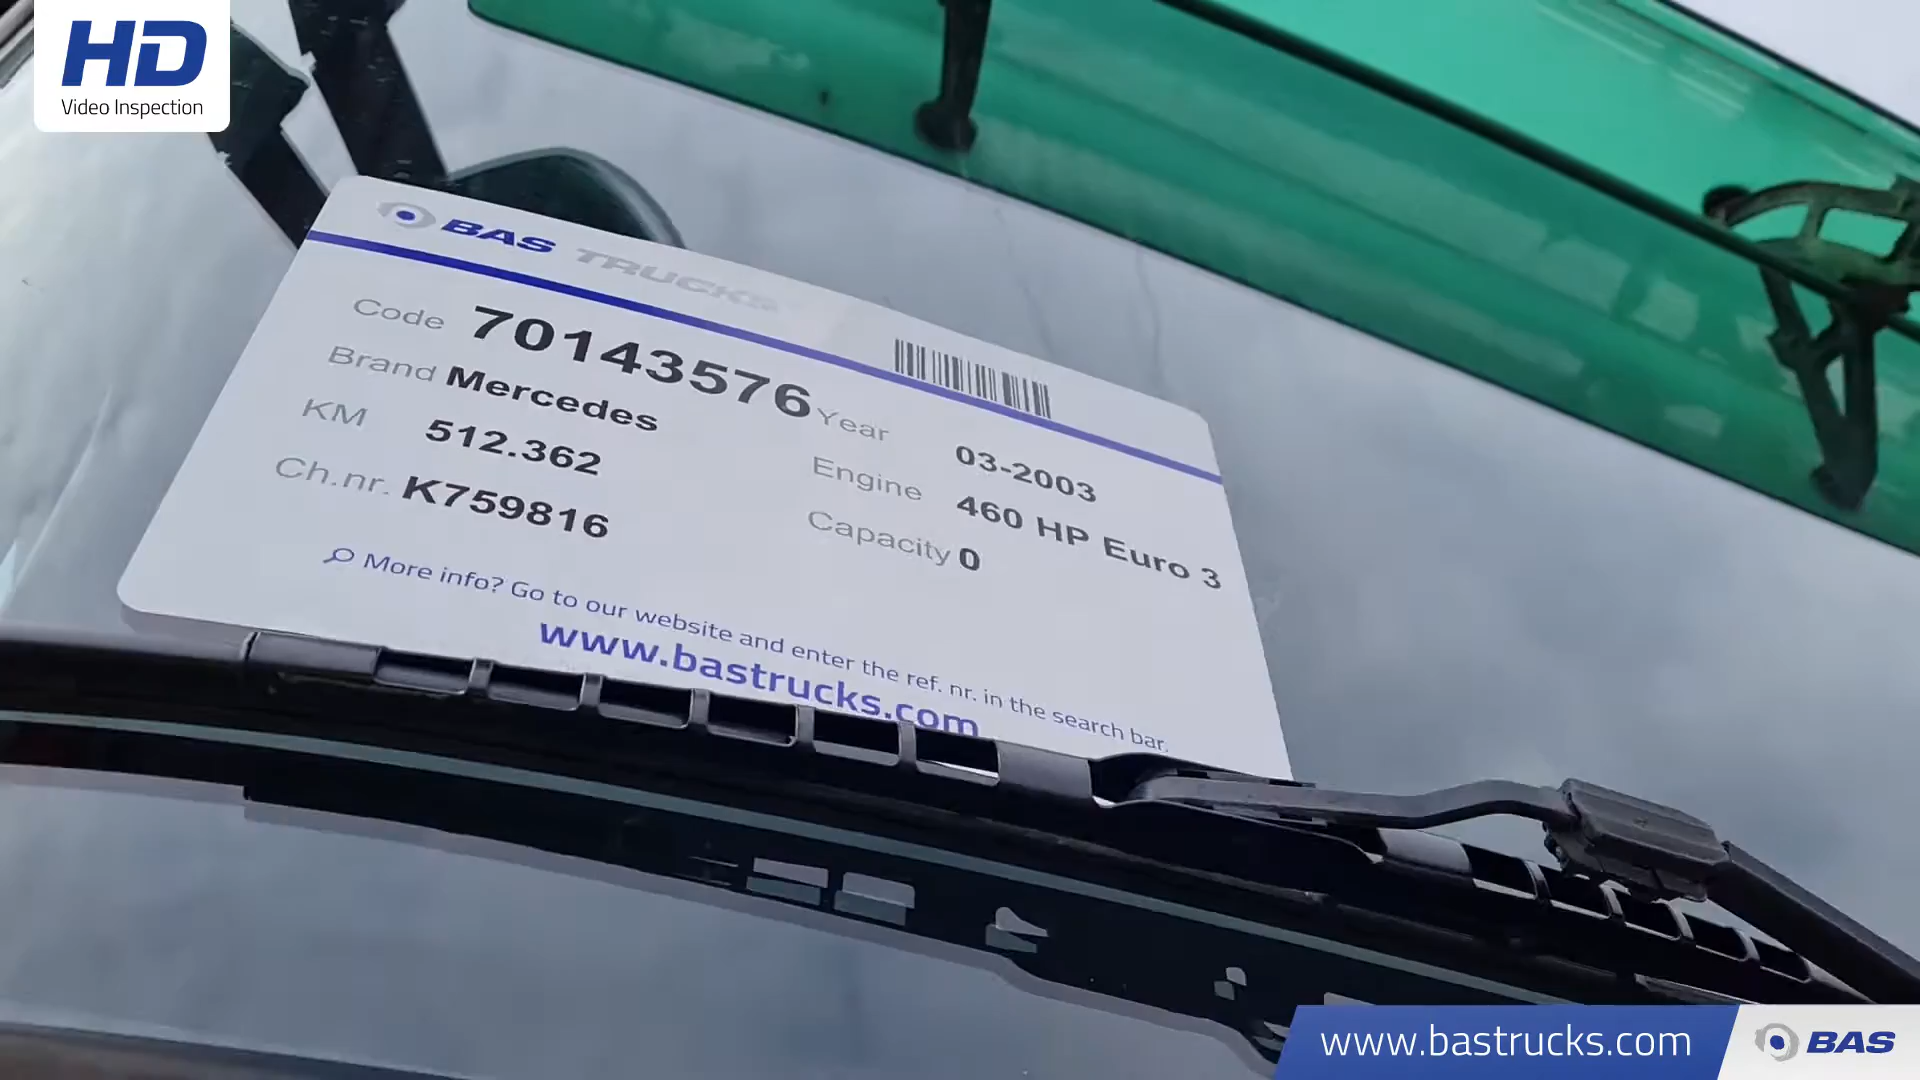 HD
Video Inspection
BAS TRUCKS
Code 70143576
Brand Mercedes
KM 512.362
Ch.nr. K759816
Year 03-2003
Engine 460 HP Euro 3
Capacity 0
More info? Go to our website and enter the ref. nr. in the search bar.
www.bastrucks.com
www.bastrucks.com
BAS